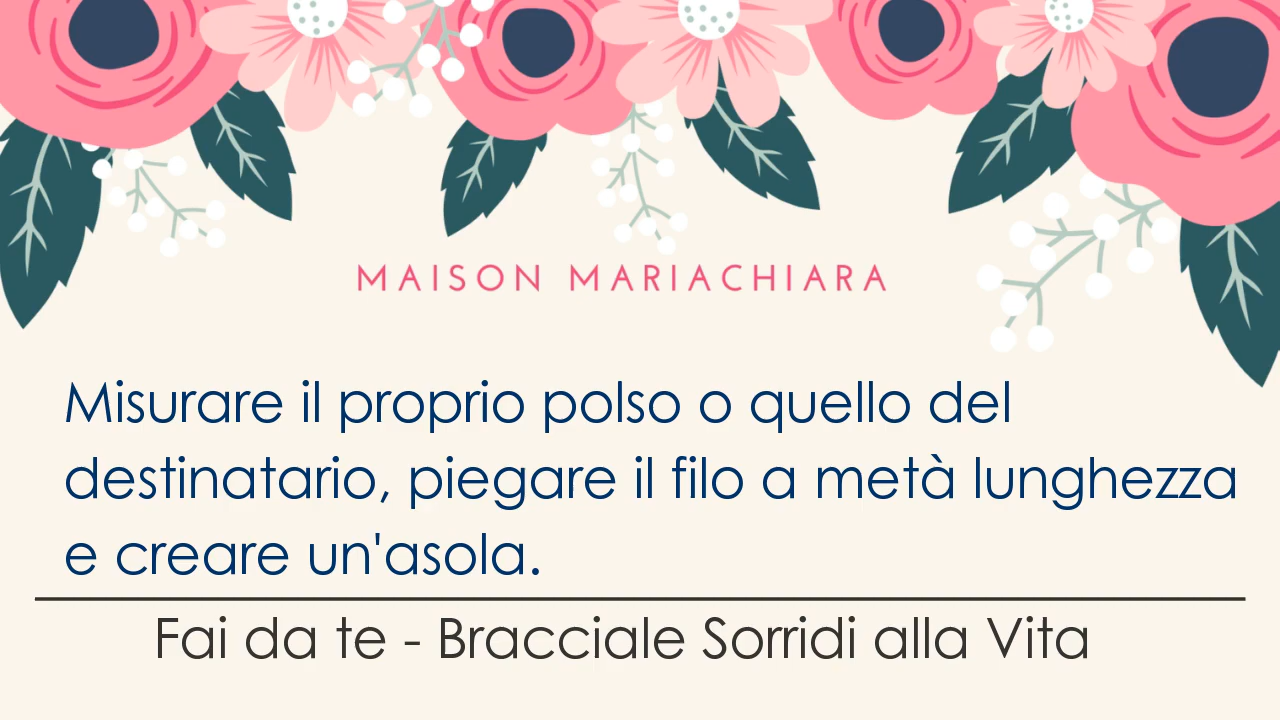 MAISON MARIACHIARA
Misurare il proprio polso o quello del
destinatario, piegare il filo a metà lunghezza
e creare un'asola.
Fai da te - Bracciale Sorridi alla Vita